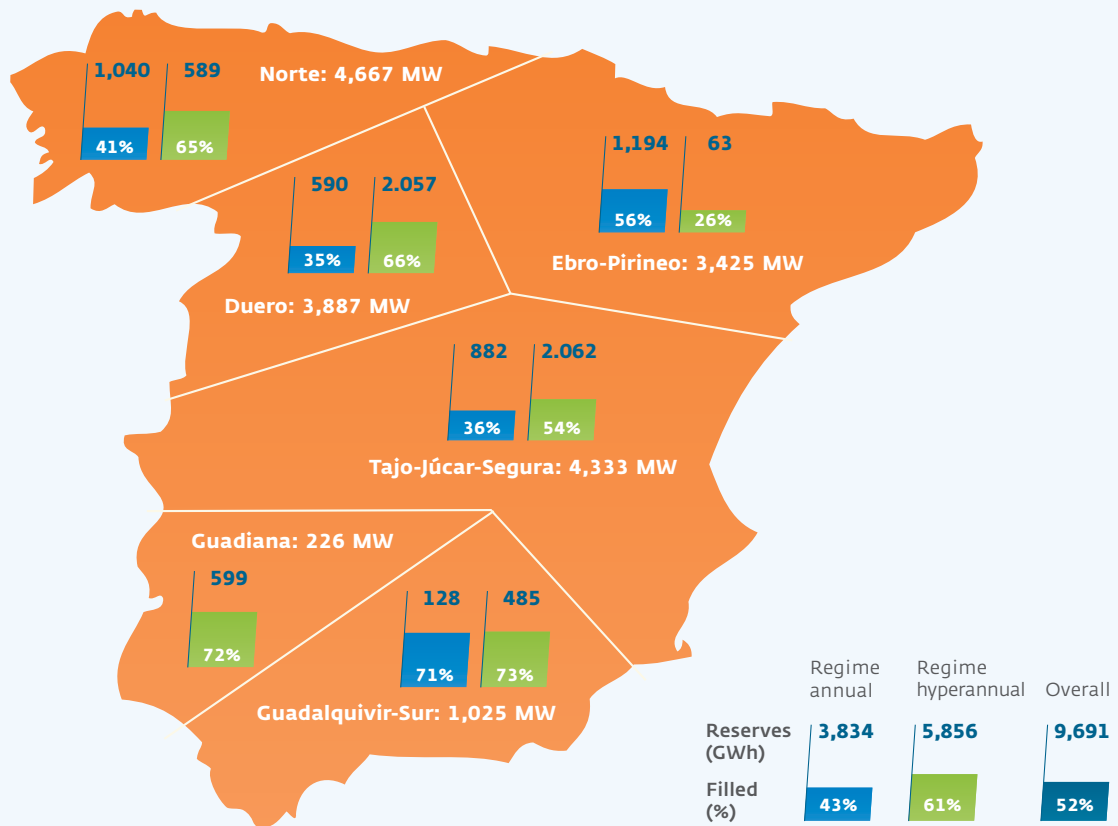 1,040 589
Norte: 4,667 MW
41% 65%
1,194 63
56% 26%
Ebro-Pirineo: 3,425 MW
590 2.057
35% 66%
Duero: 3,887 MW
882 2.062
36% 54%
Tajo-Júcar-Segura: 4,333 MW
Guadiana: 226 MW
599
72%
128 485
71% 73%
Guadalquivir-Sur: 1,025 MW
Regime annual
Regime hyperannual
Overall
Reserves (GWh)
3,834 5,856 9,691
Filled (%)
43% 61% 52%